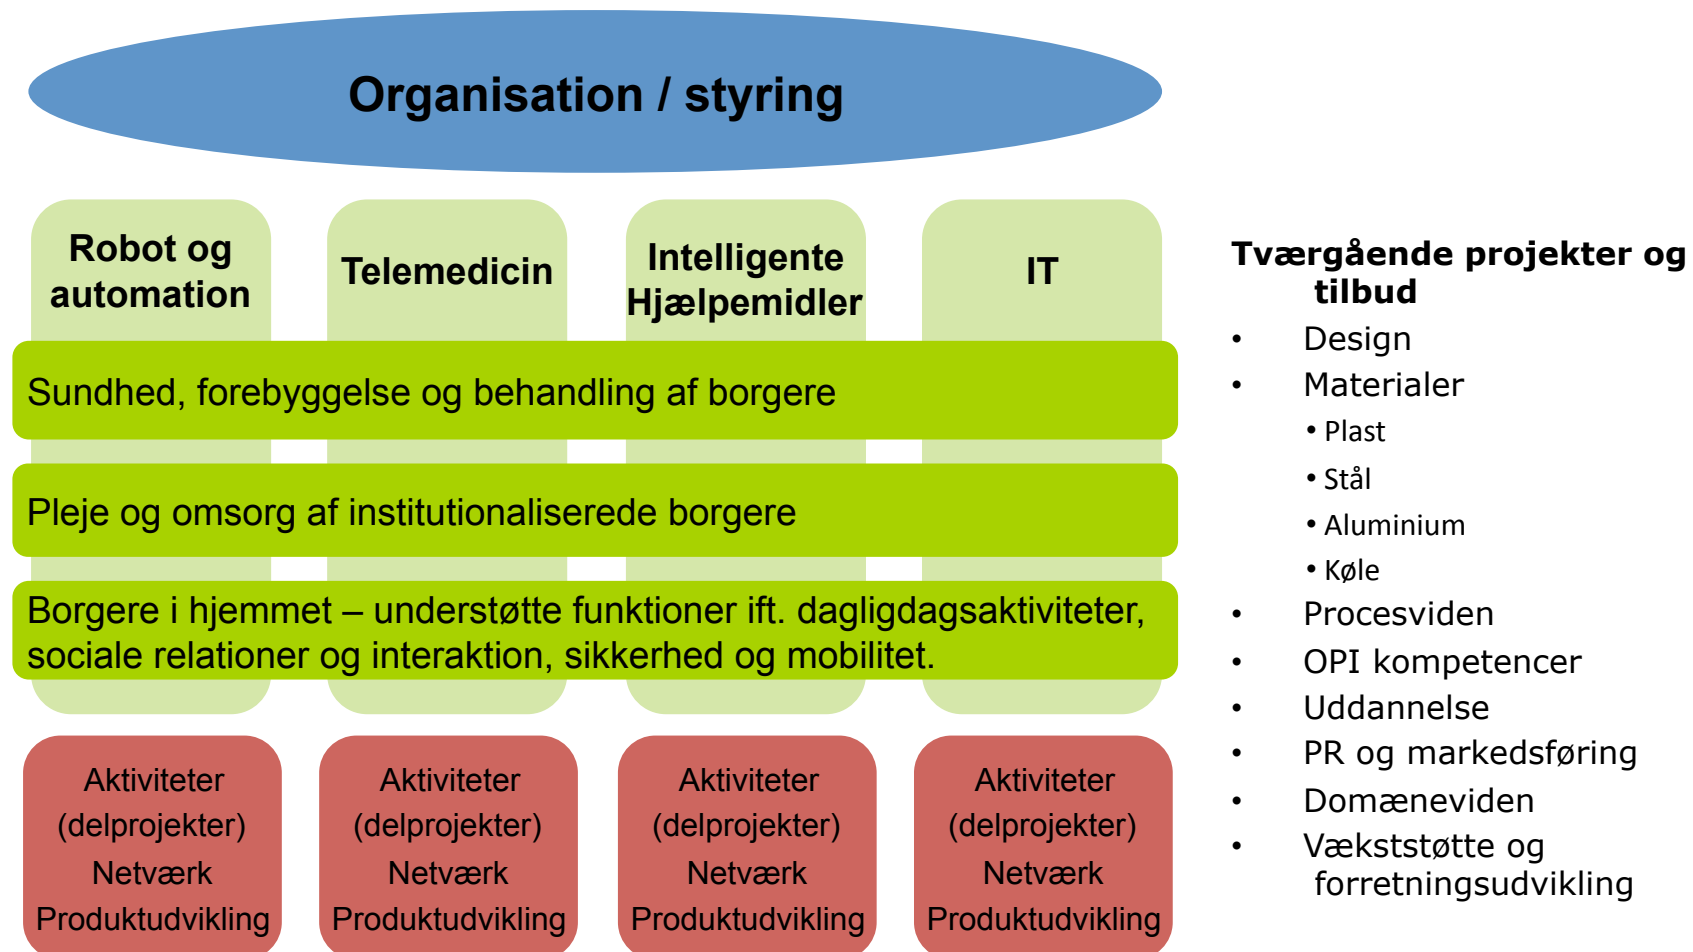 Organisation / styring
Robot og
automation
Telemedicin
Intelligente
Hjælpemidler
IT
Sundhed, forebyggelse og behandling af borgere
Pleje og omsorg af institutionaliserede borgere
Borgere i hjemmet – understøtte funktioner ift. dagligdagsaktiviteter,
sociale relationer og interaktion, sikkerhed og mobilitet.
Aktiviteter
(delprojekter)
Netværk
Produktudvikling
Aktiviteter
(delprojekter)
Netværk
Produktudvikling
Aktiviteter
(delprojekter)
Netværk
Produktudvikling
Aktiviteter
(delprojekter)
Netværk
Produktudvikling
Tværgående projekter og
tilbud
• Design
• Materialer
• Plast
• Stål
• Aluminium
• Køle
• Procesviden
• OPI kompetencer
• Uddannelse
• PR og markedsføring
• Domæneviden
• Vækststøtte og
forretningsudvikling